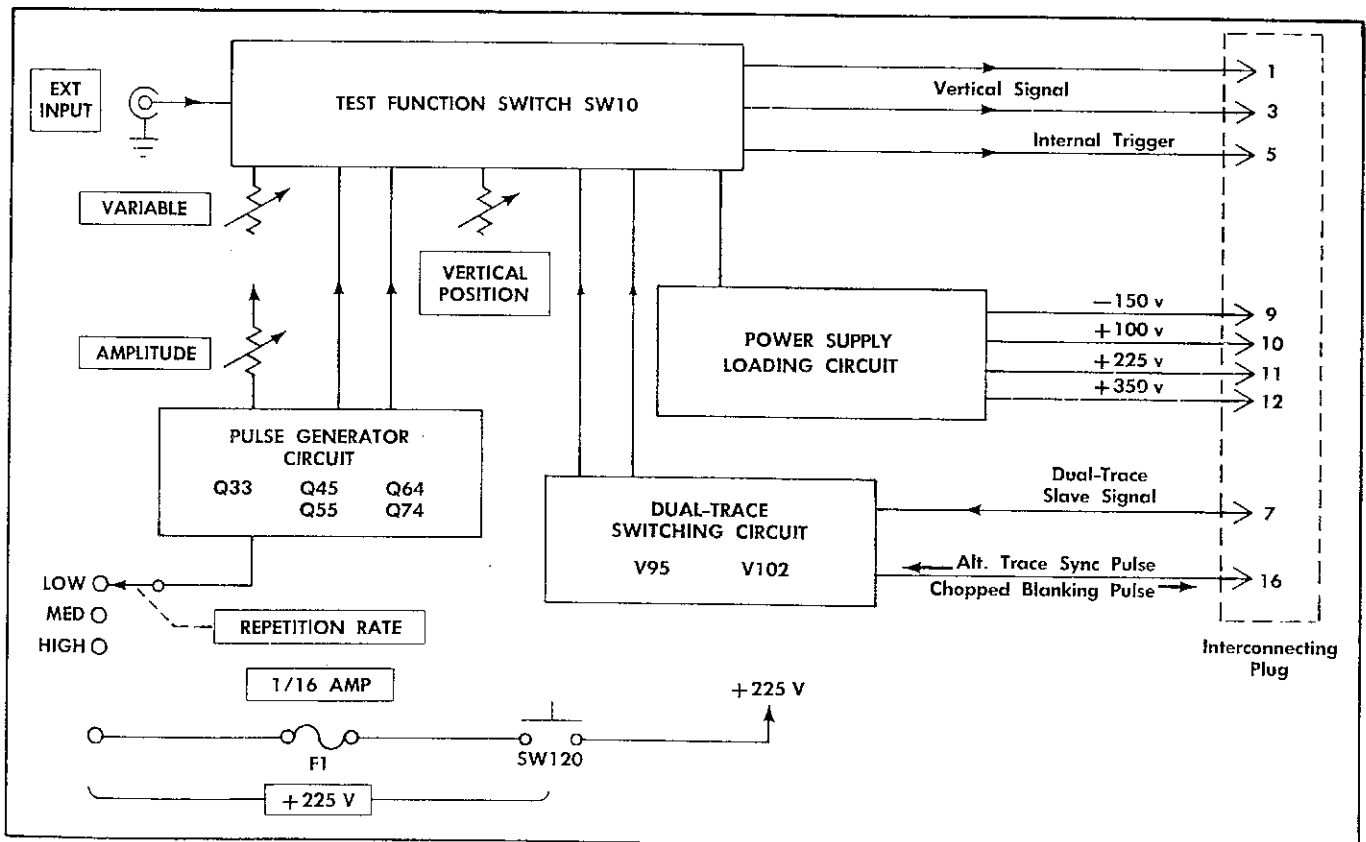 EXT
INPUT
TEST FUNCTION SWITCH SW10
Vertical Signal
Internal Trigger
1
3
5
VARIABLE
VERTICAL
POSITION
AMPLITUDE
POWER SUPPLY
LOADING CIRCUIT
—150 v
+100 v
+225 v
+350 v
9
10
11
12
PULSE GENERATOR
CIRCUIT
Q33 Q45 Q64
Q55 Q74
DUAL-TRACE
SWITCHING CIRCUIT
V95 V102
Dual-Trace
Slave Signal
7
Alt. Trace Sync Pulse
Chopped Blanking Pulse
16
Interconnecting
Plug
LOW
MED
HIGH
REPETITION RATE
1/16 AMP
F1
SW120
+225 V
+225 V